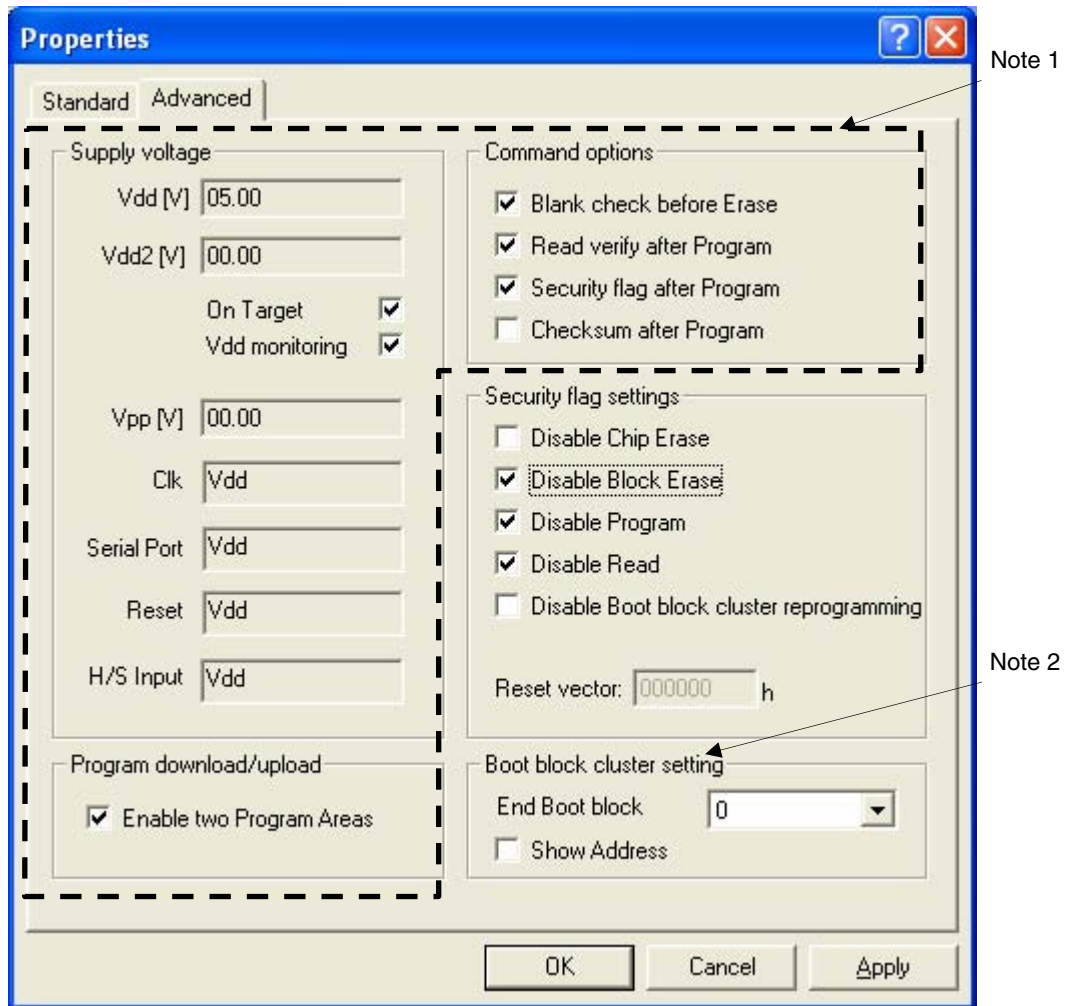 Properties
Note 1
Standard
Advanced
Supply voltage
Vdd [V] 05.00
Vdd2 [V] 00.00
On Target
Vdd monitoring
Vpp [V] 00.00
Clk Vdd
Serial Port Vdd
Reset Vdd
H/S Input Vdd
Program download/upload
Enable two Program Areas
Command options
Blank check before Erase
Read verify after Program
Security flag after Program
Checksum after Program
Security flag settings
Disable Chip Erase
Disable Block Erase
Disable Program
Disable Read
Disable Boot block cluster reprogramming
Reset vector: 000000 h
Note 2
Boot block cluster setting
End Boot block 0
Show Address
OK
Cancel
Apply